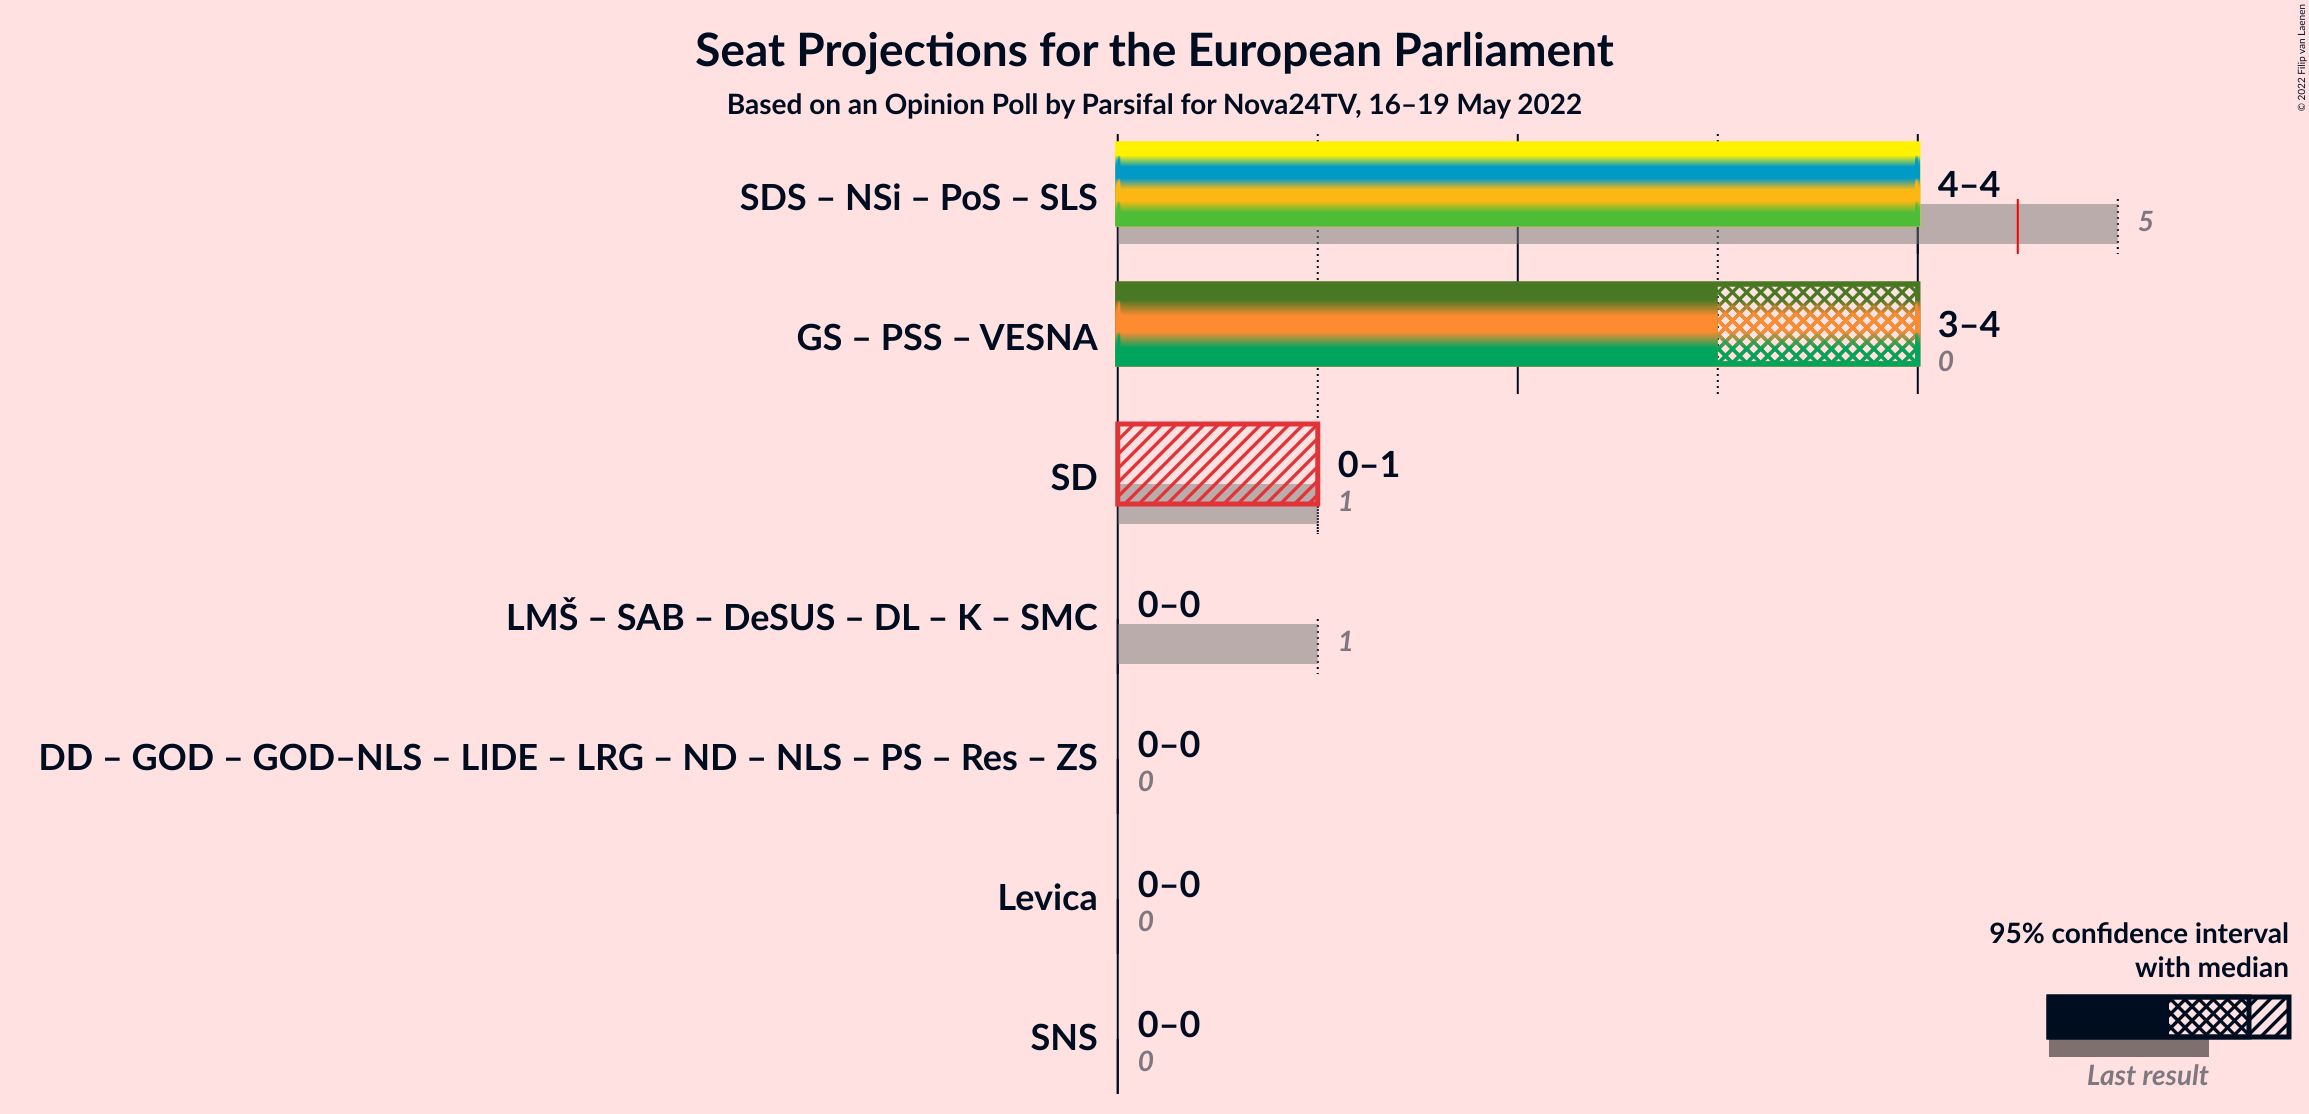 Seat Projections for the European Parliament
Based on an Opinion Poll by Parsifal for Nova24TV, 16–19 May 2022
© 2022 Filip van Laenen
SDS – NSi – PoS – SLS
4–4
5
GS – PSS – VESNA
3–4
0
SD
0–1
1
LMŠ – SAB – DeSUS – DL – K – SMC
0–0
1
DD – GOD – GOD–NLS – LIDE – LRG – ND – NLS – PS – Res – ZS
0–0
0
Levica
0–0
0
SNS
0–0
0
95% confidence interval
with median
Last result